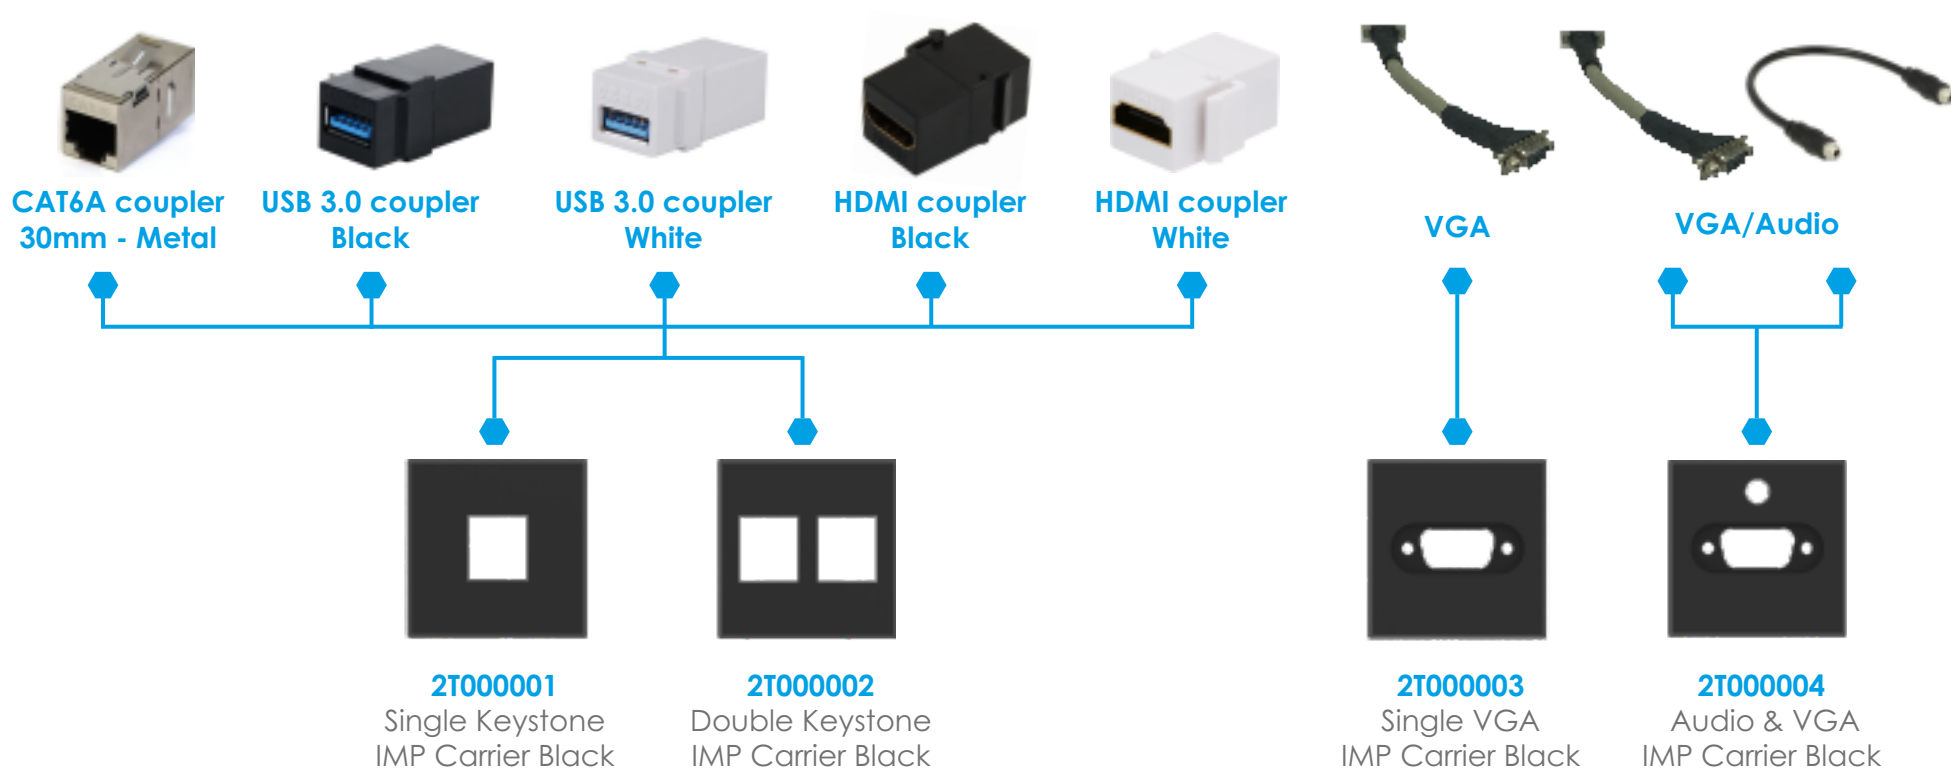 CAT6A coupler
30mm - Metal
USB 3.0 coupler
Black
USB 3.0 coupler
White
HDMI coupler
Black
HDMI coupler
White
VGA
VGA/Audio
2T000001
Single Keystone
IMP Carrier Black
2T000002
Double Keystone
IMP Carrier Black
2T000003
Single VGA
IMP Carrier Black
2T000004
Audio & VGA
IMP Carrier Black